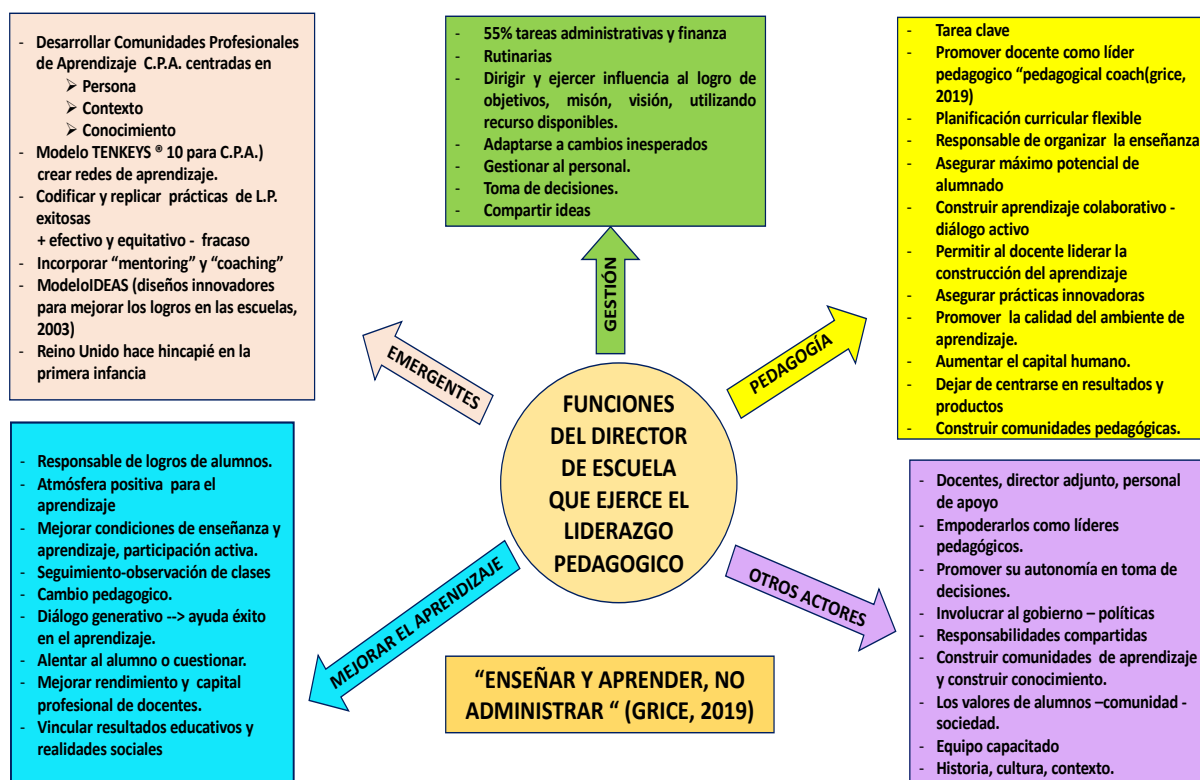 - Desarrollar Comunidades Profesionales
de Aprendizaje C.P.A. centradas en
➢ Persona
➢ Contexto
➢ Conocimiento
- Modelo TENKEYS ® 10 para C.P.A.)
crear redes de aprendizaje.
- Codificar y replicar prácticas de L.P.
exitosas
+ efectivo y equitativo - fracaso
- Incorporar “mentoring” y “coaching”
- ModeloIDEAS (diseños innovadores
para mejorar los logros en las escuelas,
2003)
- Reino Unido hace hincapié en la
primera infancia
- 55% tareas administrativas y finanza
- Rutinarias
- Dirigir y ejercer influencia al logro de
objetivos, misón, visión, utilizando
recurso disponibles.
- Adaptarse a cambios inesperados
- Gestionar al personal.
- Toma de decisiones.
- Compartir ideas
- Tarea clave
- Promover docente como líder
pedagogico “pedagogical coach(grice,
2019)
- Planificación curricular flexible
- Responsable de organizar la enseñanza
- Asegurar máximo potencial de
alumnado
- Construir aprendizaje colaborativo -
diálogo activo
- Permitir al docente liderar la
construcción del aprendizaje
- Asegurar prácticas innovadoras
- Promover la calidad del ambiente de
aprendizaje.
- Aumentar el capital humano.
- Dejar de centrarse en resultados y
productos
- Construir comunidades pedagógicas.
EMERGENTES
GESTIÓN
PEDAGOGÍA
FUNCIONES
DEL DIRECTOR
DE ESCUELA
QUE EJERCE EL
LIDERAZGO
PEDAGOGICO
MEJORAR EL APRENDIZAJE
OTROS ACTORES
- Responsable de logros de alumnos.
- Atmósfera positiva para el
aprendizaje
- Mejorar condiciones de enseñanza y
aprendizaje, participación activa.
- Seguimiento-observación de clases
- Cambio pedagogico.
- Diálogo generativo --> ayuda éxito
en el aprendizaje.
- Alentar al alumno o cuestionar.
- Mejorar rendimiento y capital
profesional de docentes.
- Vincular resultados educativos y
realidades sociales
“ENSEÑAR Y APRENDER, NO
ADMINISTRAR “ (GRICE, 2019)
- Docentes, director adjunto, personal
de apoyo
- Empoderarlos como líderes
pedagógicos.
- Promover su autonomía en toma de
decisiones.
- Involucrar al gobierno – políticas
- Responsabilidades compartidas
- Construir comunidades de aprendizaje
y construir conocimiento.
- Los valores de alumnos –comunidad -
sociedad.
- Equipo capacitado
- Historia, cultura, contexto.